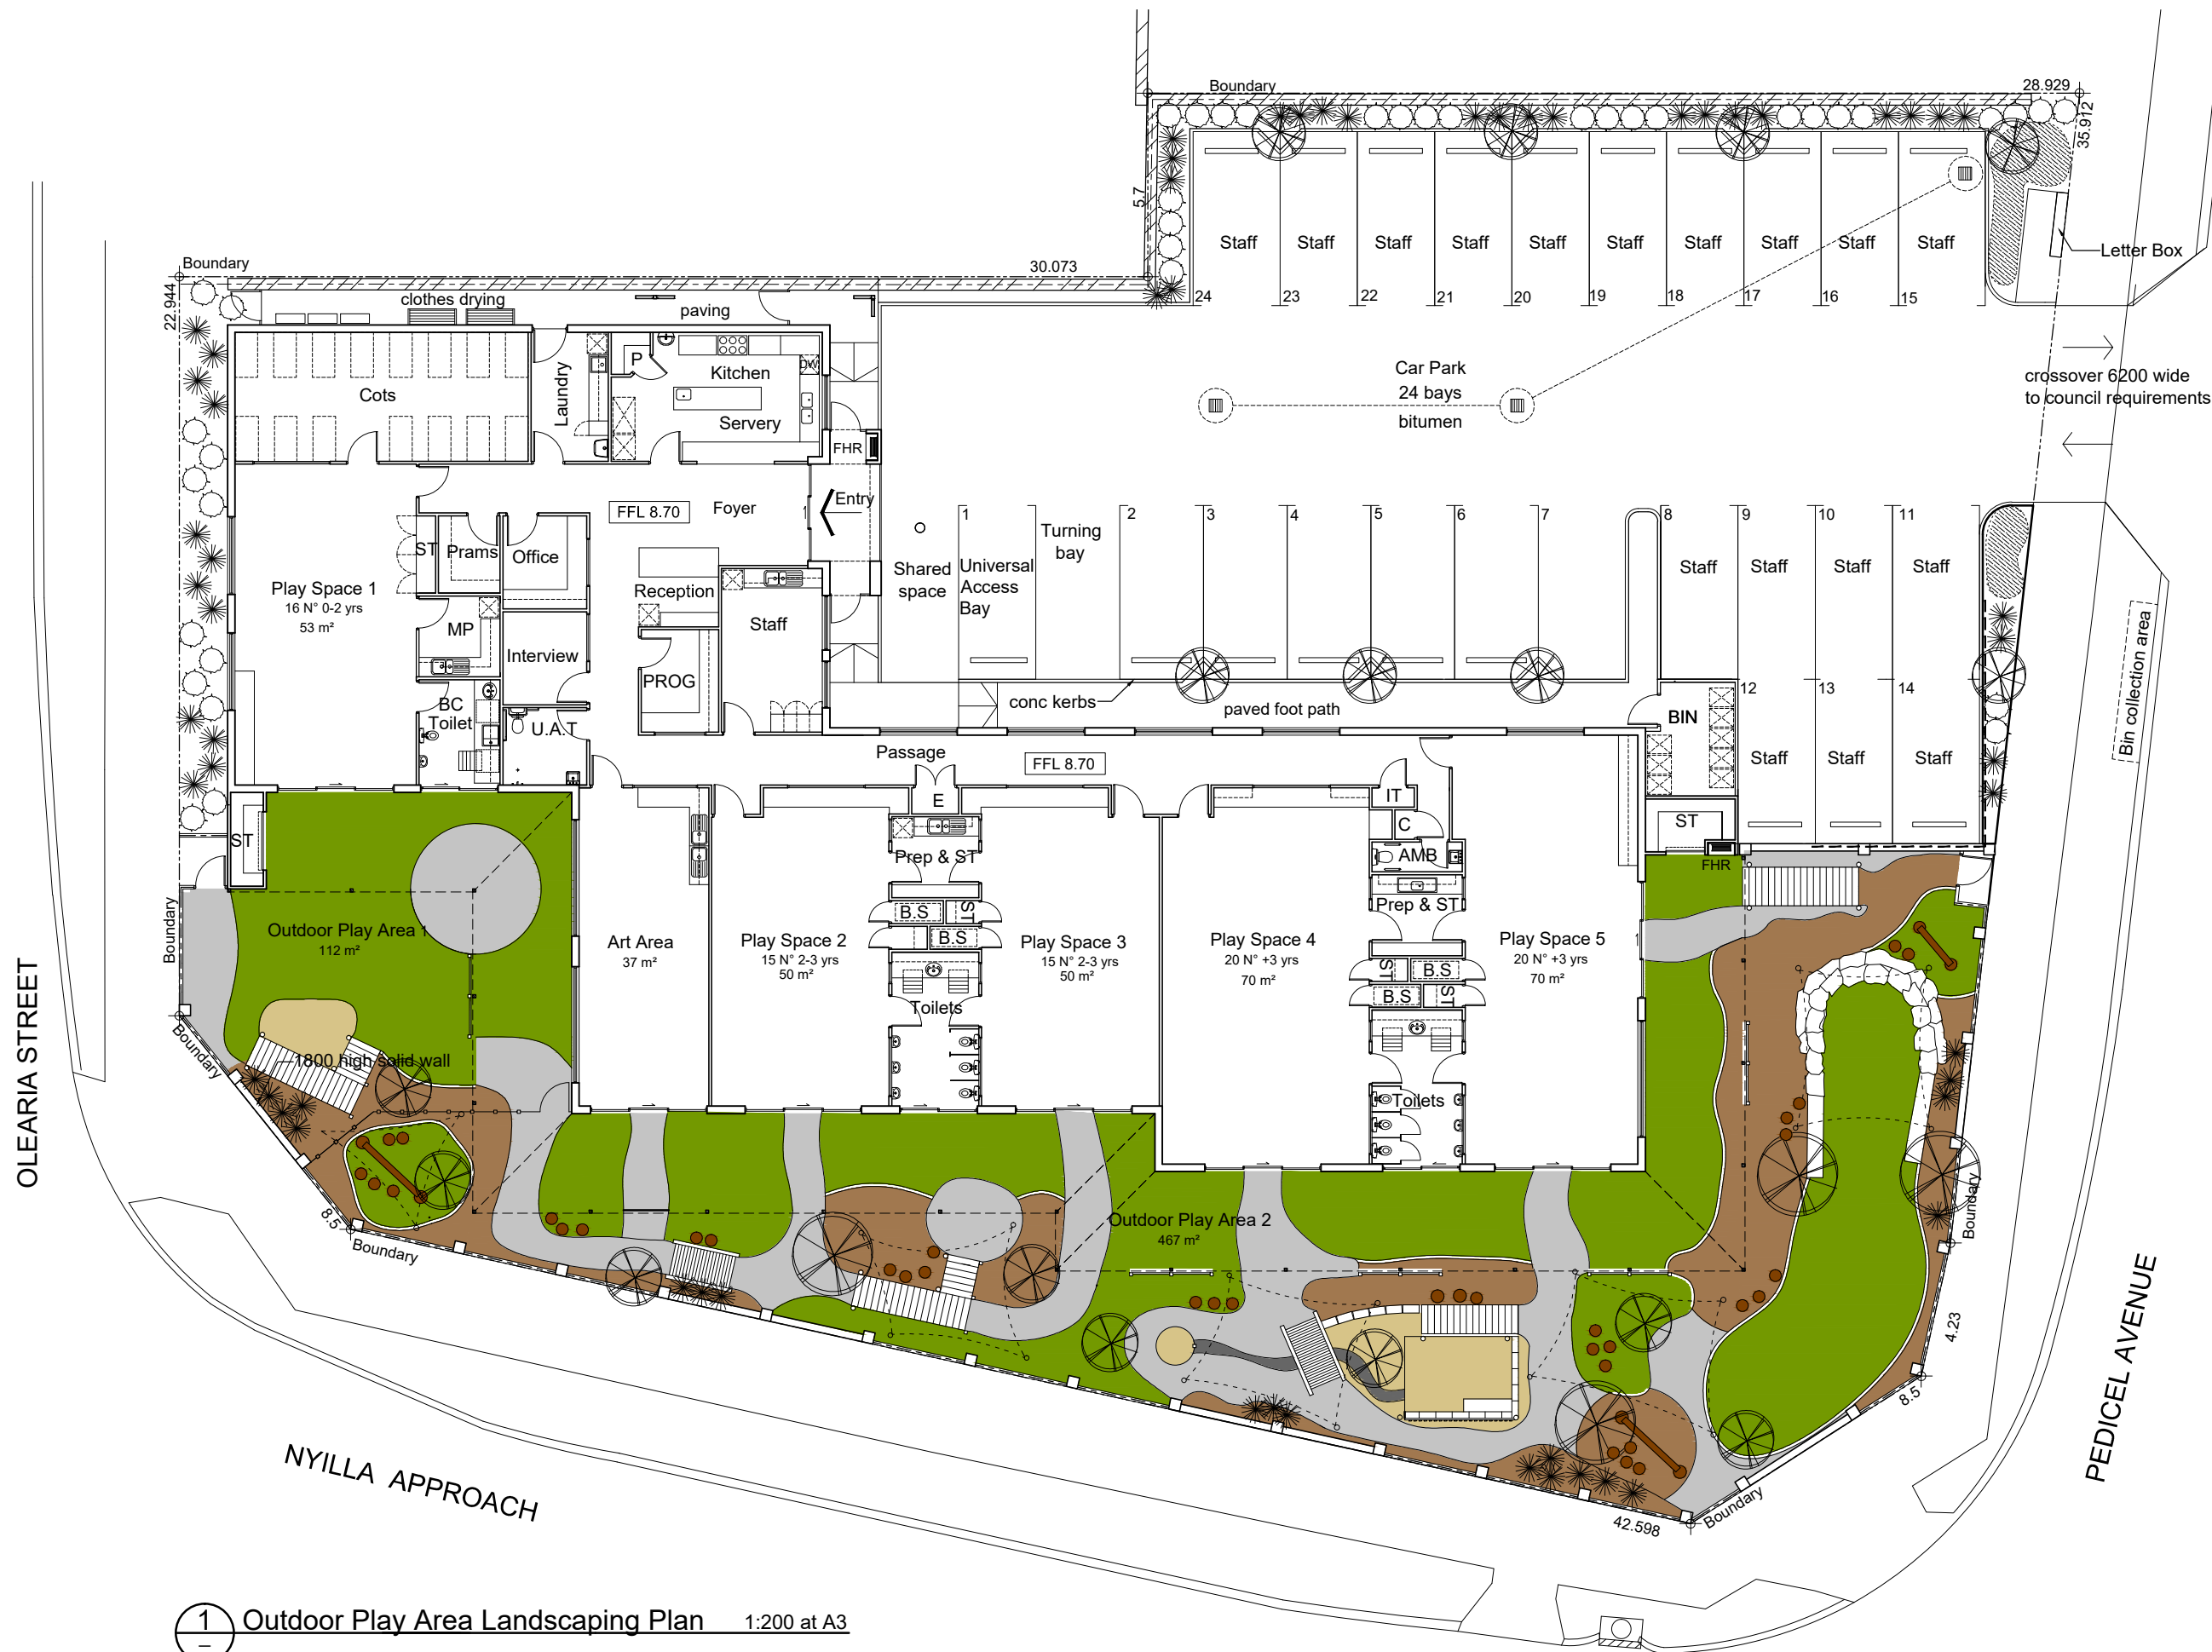 Boundary
28.929
35.912
5.7
Staff
Staff
Staff
Staff
Staff
Staff
Staff
Staff
Staff
Staff
Letter Box
24
23
22
21
20
19
18
17
16
15
Boundary
30.073
22.944
clothes drying
paving
Cots
Laundry
P
Kitchen
DW
Servery
FHR
Car Park
24 bays
bitumen
crossover 6200 wide
to council requirements
FFL 8.70
Foyer
Entry
1
2
3
4
5
6
7
8
9
10
11
Shared
space
Universal
Access
Bay
Turning
bay
Staff
Staff
Staff
Staff
ST
Prams
Office
Play Space 1
16 N° 0-2 yrs
53 m²
Reception
Staff
MP
Interview
PROG
BC
Toilet
U.A.T
conc kerbs
paved foot path
BIN
12
13
14
Staff
Staff
Staff
Bin collection area
Passage
FFL 8.70
E
IT
C
ST
ST
Prep & ST
AMB
FHR
B.S
ST
B.S
Prep & ST
Boundary
Outdoor Play Area 1
112 m²
Art Area
37 m²
Play Space 2
15 N° 2-3 yrs
50 m²
Play Space 3
15 N° 2-3 yrs
50 m²
Play Space 4
20 N° +3 yrs
70 m²
Play Space 5
20 N° +3 yrs
70 m²
ST
B.S
B.S
ST
Toilets
Toilets
Boundary
1800 high solid wall
OLEARIA STREET
8.5
Boundary
Outdoor Play Area 2
467 m²
Boundary
4.23
8.5
PEDICEL AVENUE
Boundary
42.598
NYILLA APPROACH
1
Outdoor Play Area Landscaping Plan
1:200 at A3